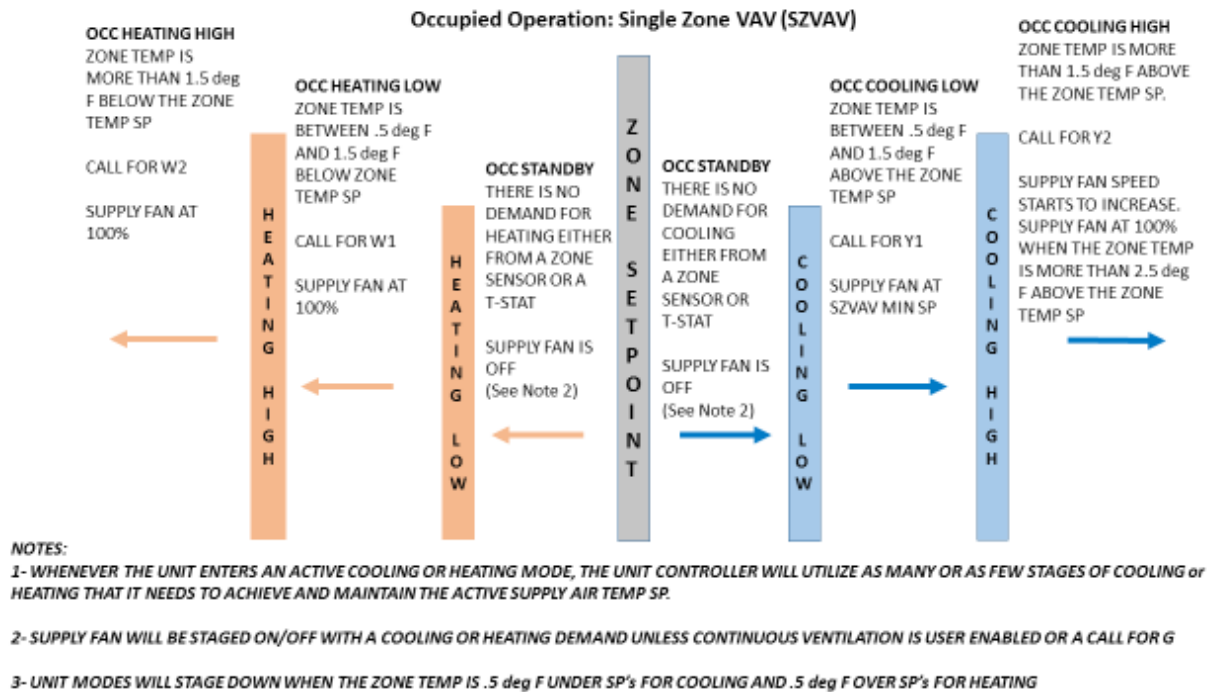 Occupied Operation: Single Zone VAV (SZVAV)
OCC HEATING HIGH
ZONE TEMP IS
MORE THAN 1.5 deg
F BELOW THE ZONE
TEMP SP
CALL FOR W2
SUPPLY FAN AT
100%
HEATING HIGH
OCC HEATING LOW
ZONE TEMP IS
BETWEEN .5 deg F
AND 1.5 deg F
BELOW ZONE
TEMP SP
CALL FOR W1
SUPPLY FAN AT
100%
HEATING LOW
OCC STANDBY
THERE IS NO
DEMAND FOR
HEATING EITHER
FROM A ZONE
SENSOR OR A
T-STAT
SUPPLY FAN IS
OFF
(See Note 2)
ZONE SETPOINT
OCC STANDBY
THERE IS NO
DEMAND FOR
COOLING
EITHER FROM
A ZONE
SENSOR OR
T-STAT
SUPPLY FAN IS
OFF
(See Note 2)
COOLING LOW
OCC COOLING LOW
ZONE TEMP IS
BETWEEN .5 deg F
AND 1.5 deg F
ABOVE THE ZONE
TEMP SP
CALL FOR Y1
SUPPLY FAN AT
SZVAV MIN SP
COOLING HIGH
OCC COOLING HIGH
ZONE TEMP IS MORE
THAN 1.5 deg F ABOVE
THE ZONE TEMP SP.
CALL FOR Y2
SUPPLY FAN SPEED
STARTS TO INCREASE.
SUPPLY FAN AT 100%
WHEN THE ZONE TEMP
IS MORE THAN 2.5 deg
F ABOVE THE ZONE
TEMP SP
NOTES:
1- WHENEVER THE UNIT ENTERS AN ACTIVE COOLING OR HEATING MODE, THE UNIT CONTROLLER WILL UTILIZE AS MANY OR AS FEW STAGES OF COOLING or
HEATING THAT IT NEEDS TO ACHIEVE AND MAINTAIN THE ACTIVE SUPPLY AIR TEMP SP.
2- SUPPLY FAN WILL BE STAGED ON/OFF WITH A COOLING OR HEATING DEMAND UNLESS CONTINUOUS VENTILATION IS USER ENABLED OR A CALL FOR G
3- UNIT MODES WILL STAGE DOWN WHEN THE ZONE TEMP IS .5 deg F UNDER SP's FOR COOLING AND .5 deg F OVER SP's FOR HEATING